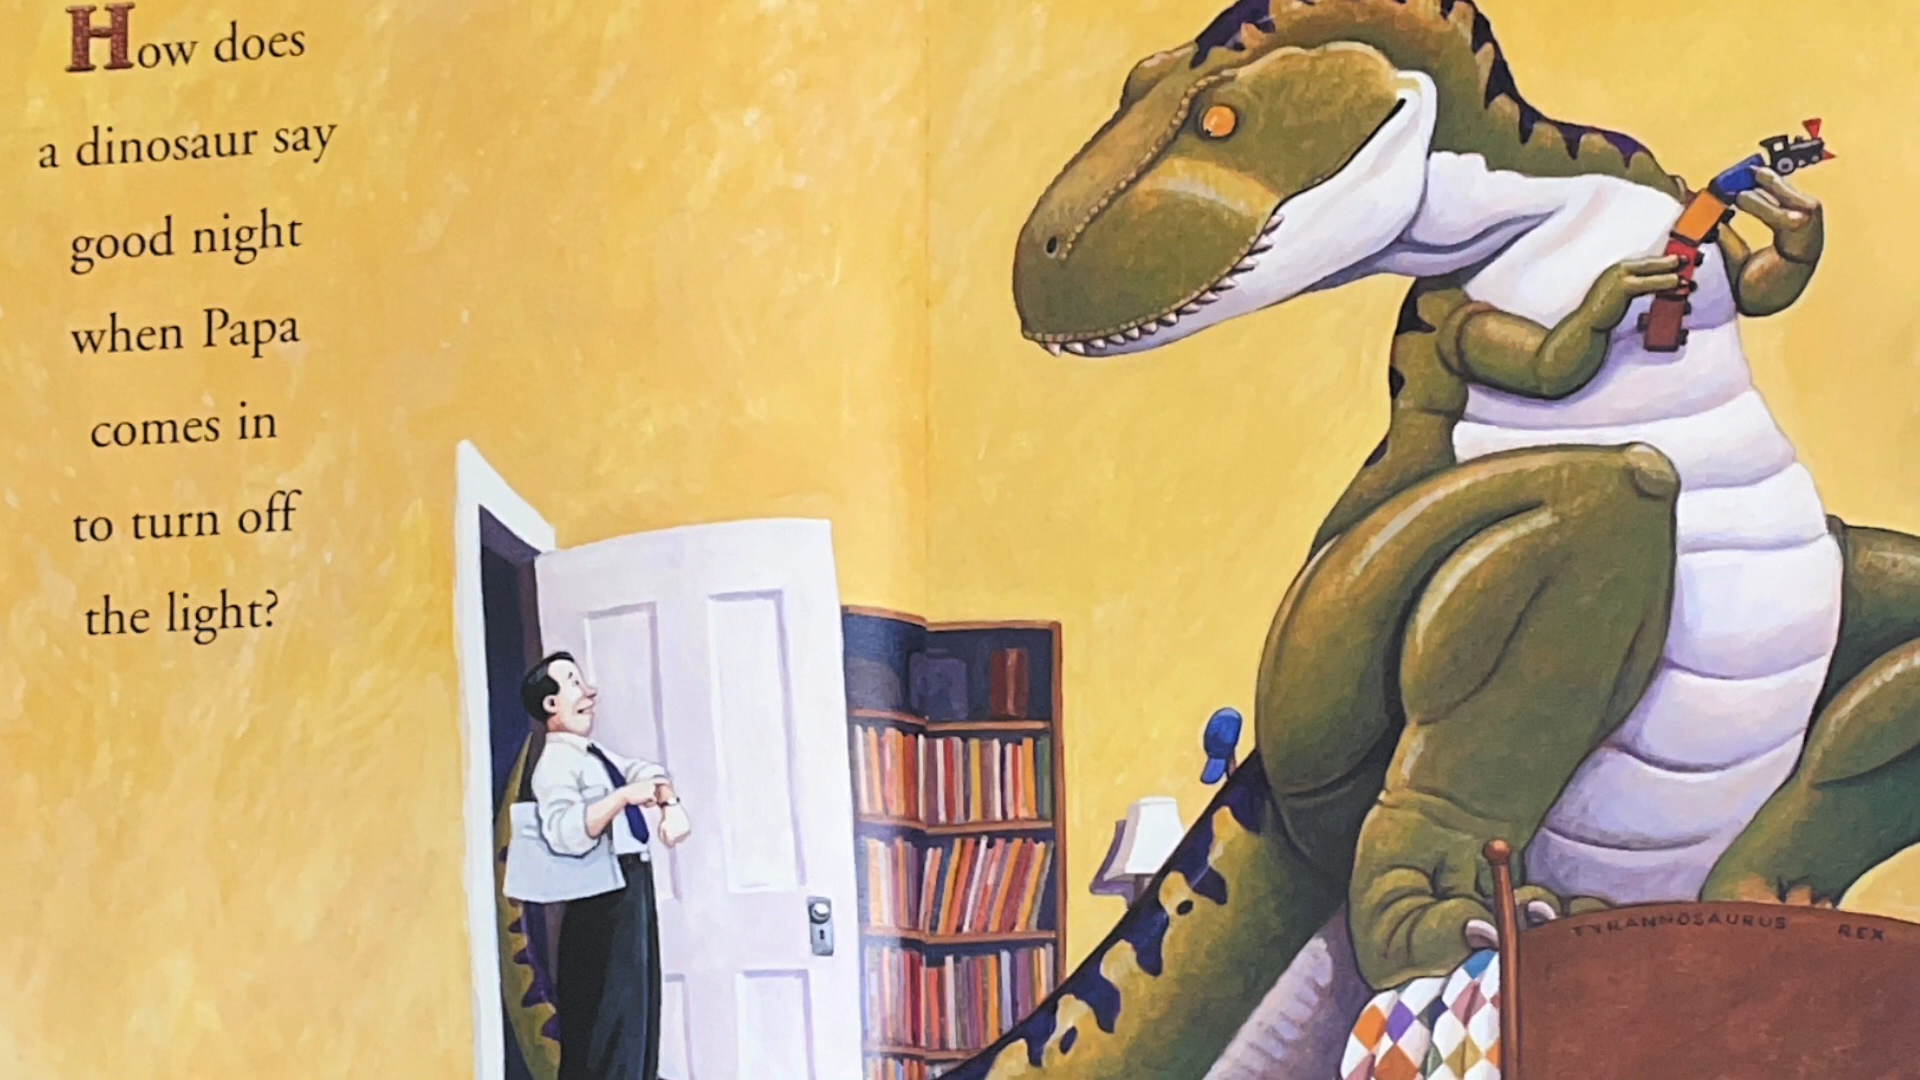 How does
a dinosaur say
good night
when Papa
comes in
to turn off
the light?
TYRANNOSAURUS REX